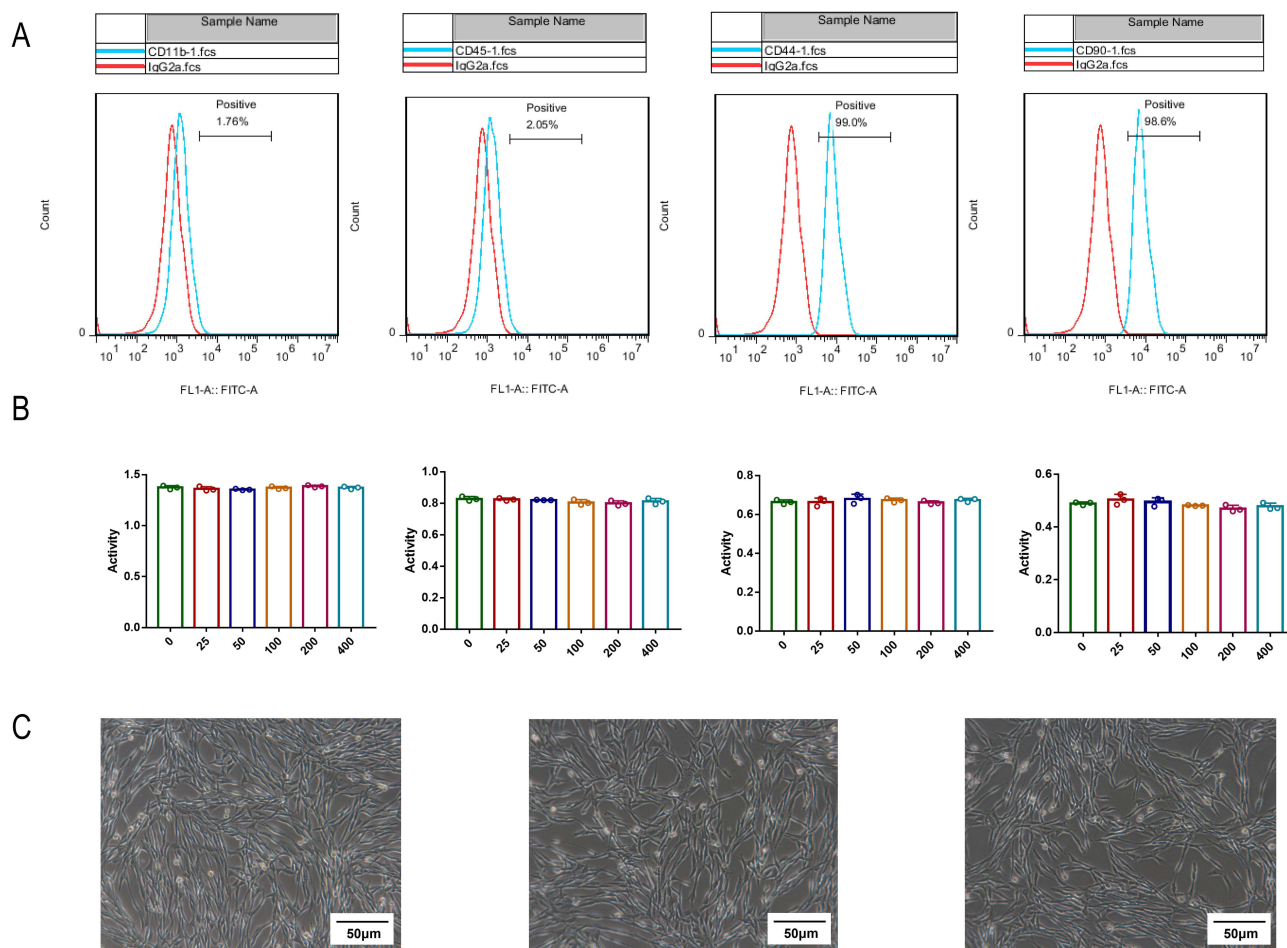 A
Sample Name
CD11b-1.fcs
IgG2a.fcs
Positive
1.76%
Count
0
10^1 10^2 10^3 10^4 10^5 10^6 10^7
FL1-A:: FITC-A
Sample Name
CD45-1.fcs
IgG2a.fcs
Positive
2.05%
Count
0
10^1 10^2 10^3 10^4 10^5 10^6 10^7
FL1-A:: FITC-A
Sample Name
CD44-1.fcs
IgG2a.fcs
Positive
99.0%
Count
0
10^1 10^2 10^3 10^4 10^5 10^6 10^7
FL1-A:: FITC-A
Sample Name
CD90-1.fcs
IgG2a.fcs
Positive
98.6%
Count
0
10^1 10^2 10^3 10^4 10^5 10^6 10^7
FL1-A:: FITC-A
B
Activity
1.5
1.0
0.5
0.0
0 25 50 100 200 400
Activity
1.0
0.8
0.6
0.4
0.2
0.0
0 25 50 100 200 400
Activity
0.8
0.6
0.4
0.2
0.0
0 25 50 100 200 400
Activity
0.6
0.4
0.2
0.0
0 25 50 100 200 400
C
50μm
50μm
50μm